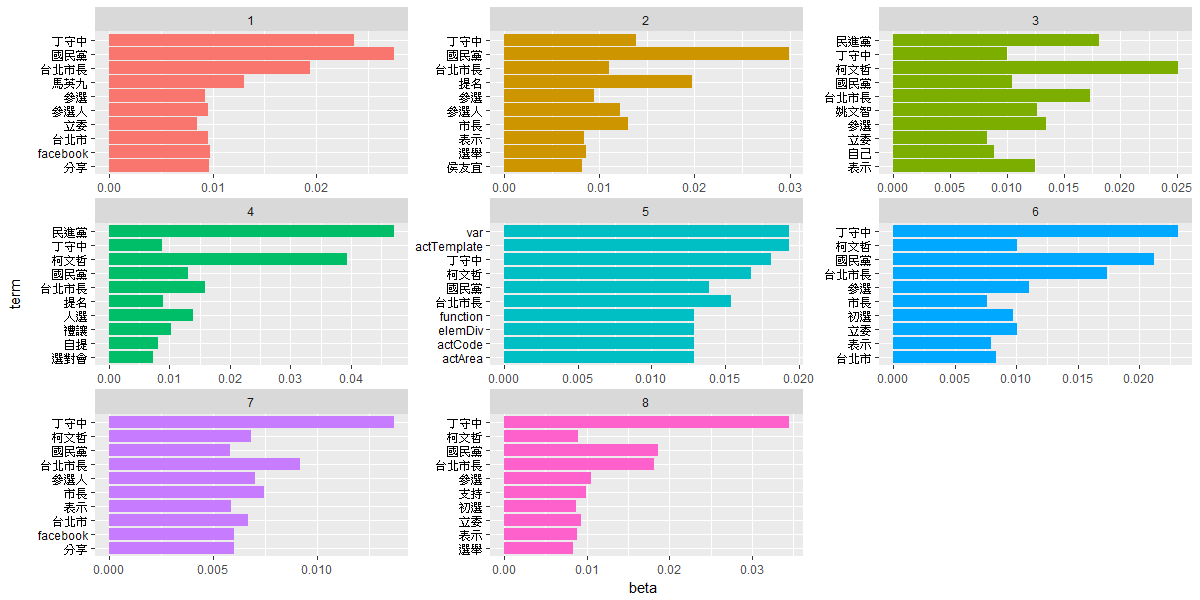 1
丁守中
國民黨
台北市長
馬英九
參選
參選人
立委
台北市
facebook
分享
0.00
0.01
0.02
2
丁守中
國民黨
台北市長
提名
參選
參選人
市長
表示
選舉
侯友宜
0.00
0.01
0.02
0.03
3
民進黨
丁守中
柯文哲
國民黨
台北市長
姚文智
參選
立委
自己
表示
0.000
0.005
0.010
0.015
0.020
0.025
term
4
民進黨
丁守中
柯文哲
國民黨
台北市長
提名
人選
禮讓
自提
選對會
0.00
0.01
0.02
0.03
0.04
5
var
actTemplate
丁守中
柯文哲
國民黨
台北市長
function
elemDiv
actCode
actArea
0.000
0.005
0.010
0.015
0.020
6
丁守中
柯文哲
國民黨
台北市長
參選
市長
初選
立委
表示
台北市
0.000
0.005
0.010
0.015
0.020
7
丁守中
柯文哲
國民黨
台北市長
參選人
市長
表示
台北市
facebook
分享
0.000
0.005
0.010
8
丁守中
柯文哲
國民黨
台北市長
參選
支持
初選
立委
表示
選舉
0.00
0.01
0.02
0.03
beta